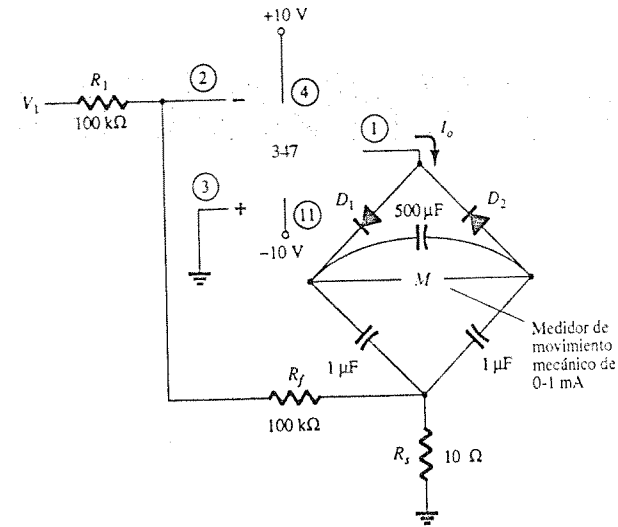 +10 V
R1
2
V1
100 kΩ
−
4
1
Io
347
3
+
11
−10 V
D1
D2
500 µF
M
1 µF
1 µF
Medidor de
movimiento
mecánico de
0-1 mA
Rf
100 kΩ
Rs
10 Ω